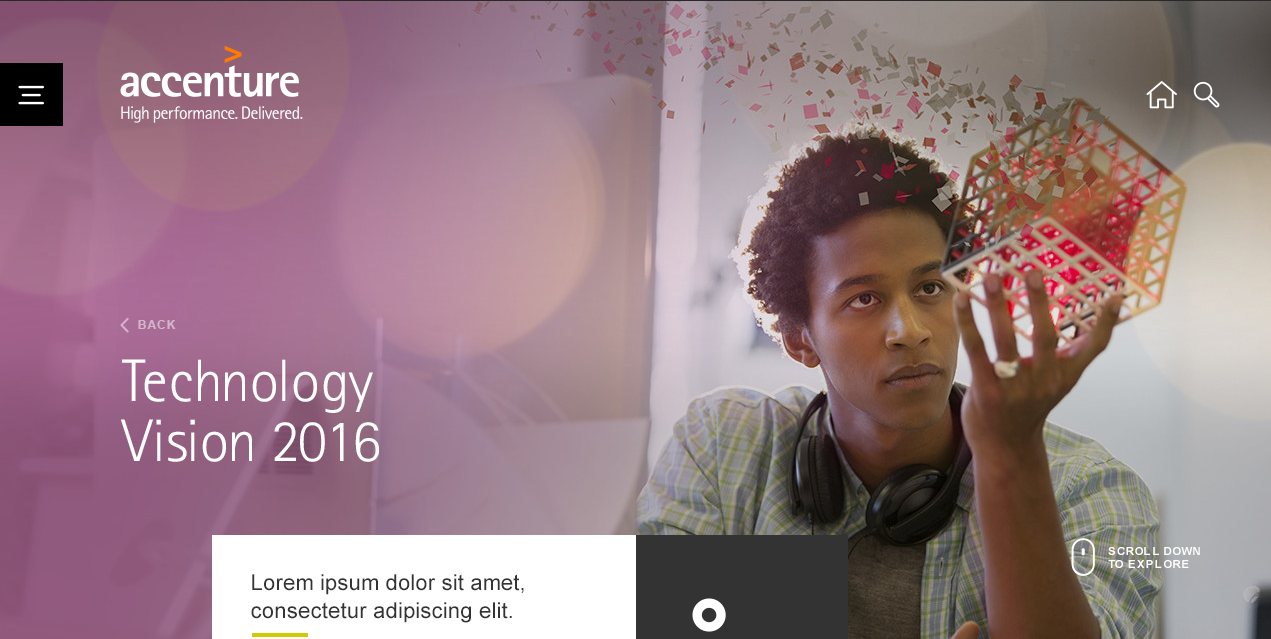 accenture
High performance. Delivered.
BACK
Technology
Vision 2016
SCROLL DOWN
TO EXPLORE
Lorem ipsum dolor sit amet,
consectetur adipiscing elit.